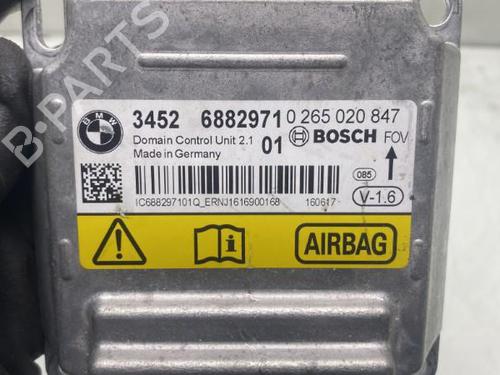 B-PARTS
BMW
3452 6882971 0 265 020 847
Domain Control Unit 2.1 01 BOSCH FOV
Made in Germany
085
IC688297101Q_ERNJ1616900168 160617 V-1.6
AIRBAG